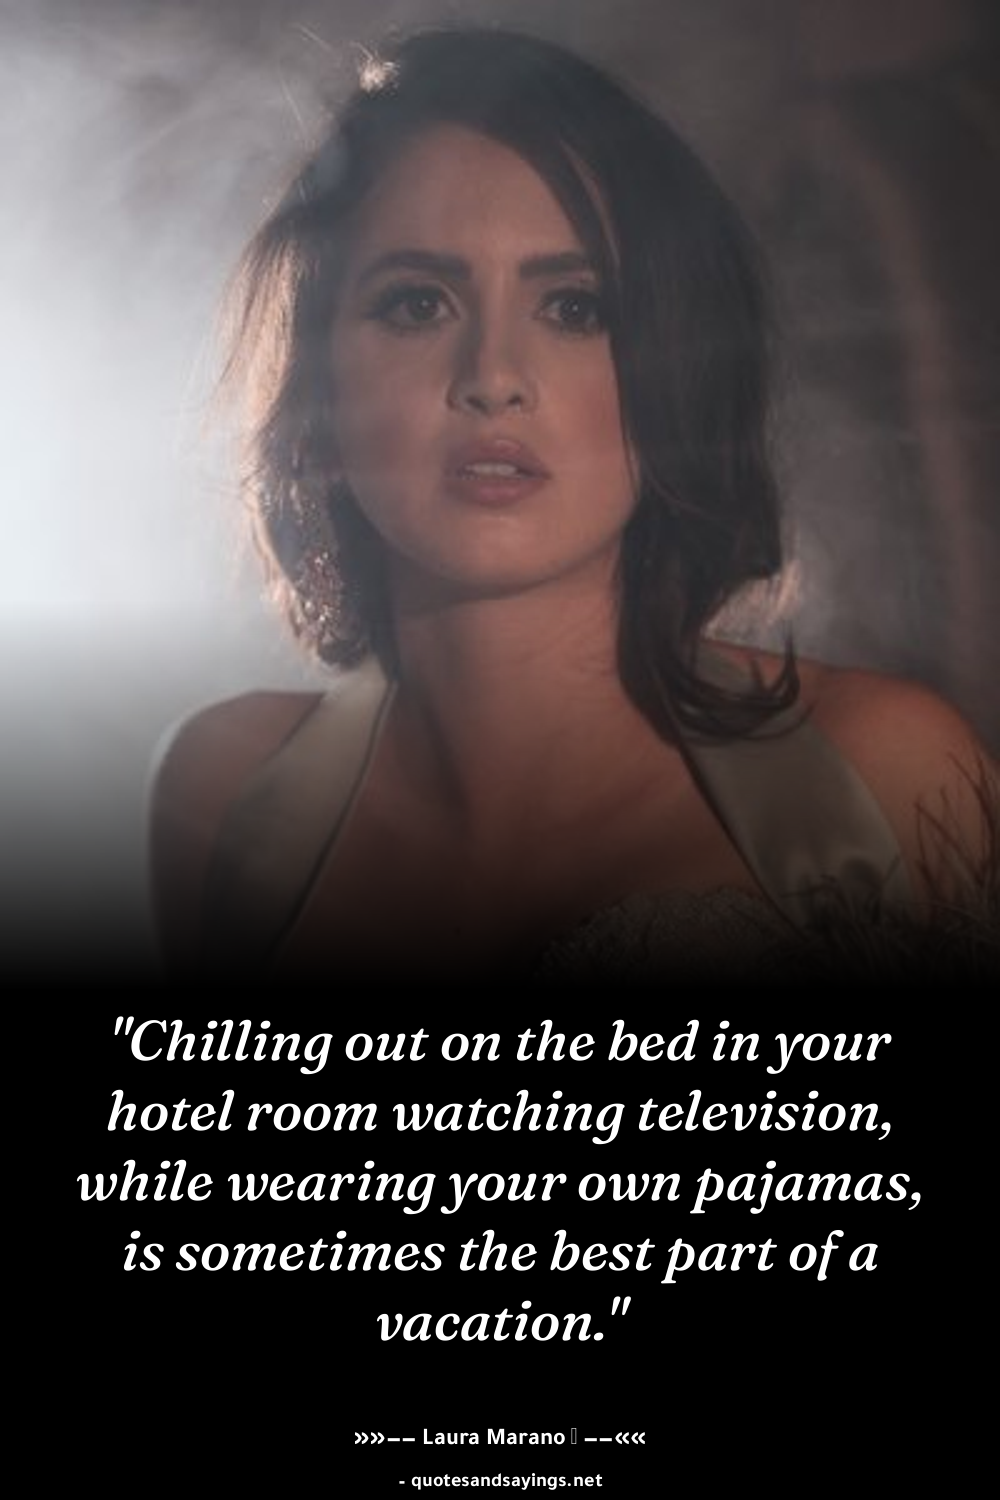 "Chilling out on the bed in your
hotel room watching television,
while wearing your own pajamas,
is sometimes the best part of a
vacation."
»»−− Laura Marano ▯ −−««
- quotesandsayings.net